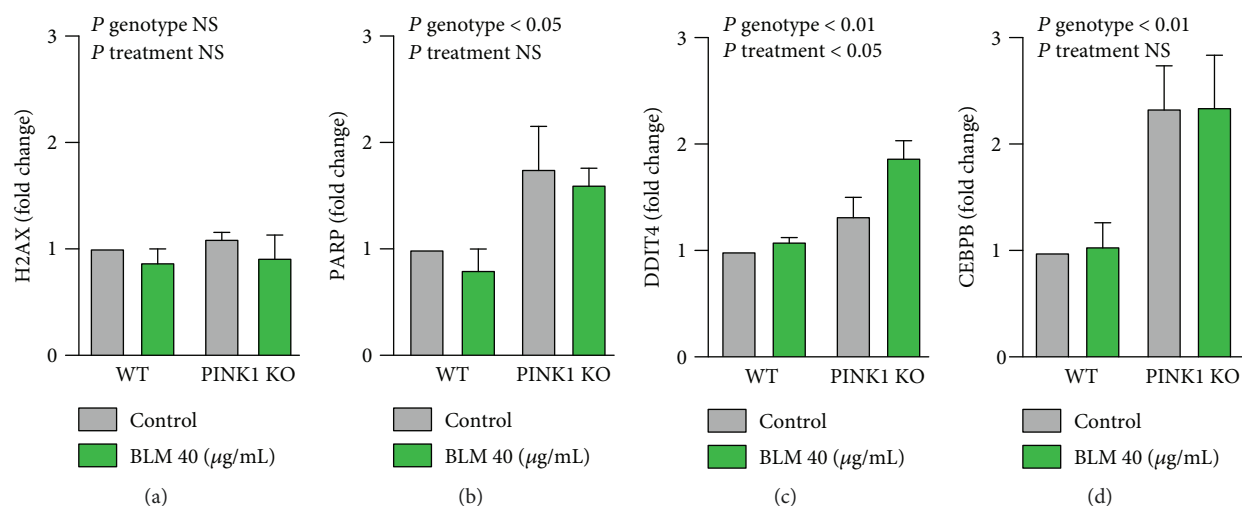 P genotype NS
P treatment NS
3
2
1
0
H2AX (fold change)
WT
PINK1 KO
Control
BLM 40 (μg/mL)
(a)
P genotype < 0.05
P treatment NS
3
2
1
0
PARP (fold change)
WT
PINK1 KO
Control
BLM 40 (μg/mL)
(b)
P genotype < 0.01
P treatment < 0.05
3
2
1
0
DDIT4 (fold change)
WT
PINK1 KO
Control
BLM 40 (μg/mL)
(c)
P genotype < 0.01
P treatment NS
3
2
1
0
CEBPB (fold change)
WT
PINK1 KO
Control
BLM 40 (μg/mL)
(d)